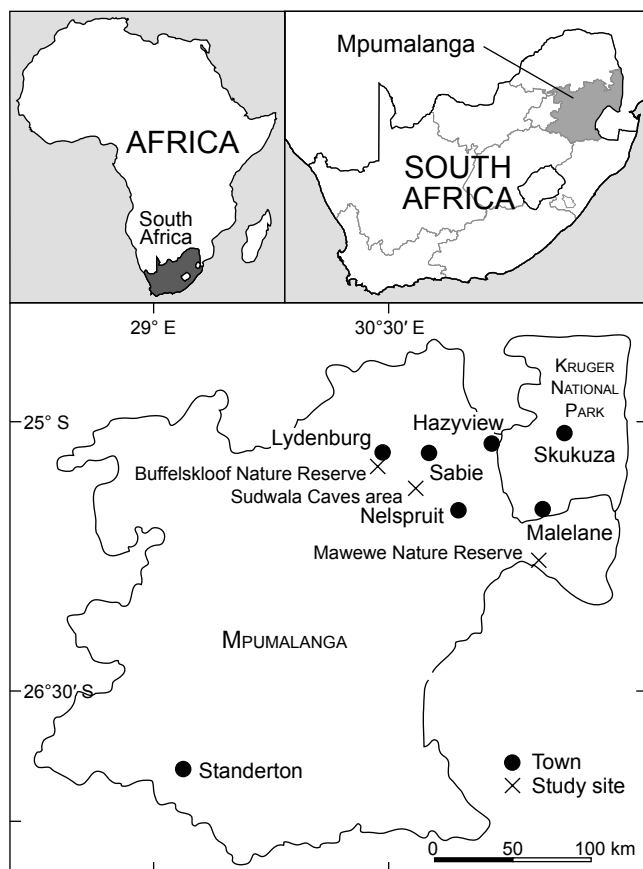 Mpumalanga
AFRICA
SOUTH
AFRICA
South
Africa
29° E
30°30′ E
KRUGER
NATIONAL
PARK
25° S
Hazyview
Lydenburg
Skukuza
Buffelskloof Nature Reserve
Sabie
Sudwala Caves area
Nelspruit
Malelane
Mawewe Nature Reserve
MPUMALANGA
26°30′ S
Standerton
Town
Study site
0 50 100 km